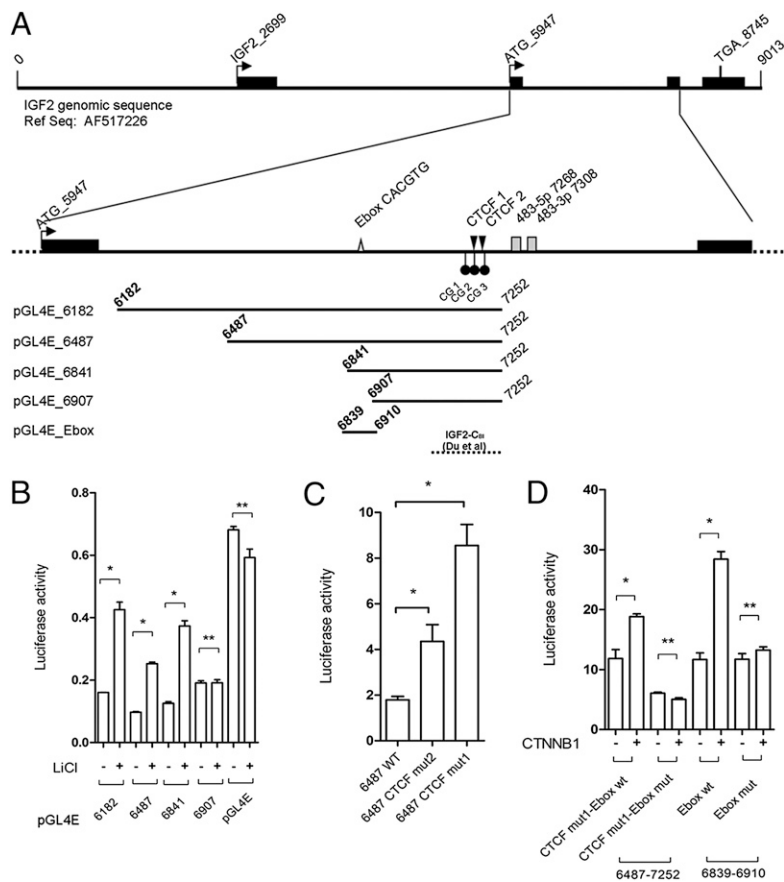 A
0
IGF2_2699
ATG_5947
TGA_8745
9013
IGF2 genomic sequence
Ref Seq: AF517226
ATG_5947
Ebox CACGTG
CTCF 1
CTCF 2
483-5p 7268
483-3p 7308
CG 1
CG 2
CG 3
pGL4E_6182
6182
7252
pGL4E_6487
6487
7252
pGL4E_6841
6841
7252
pGL4E_6907
6907
7252
pGL4E_Ebox
6839
6910
IGF2-CIII
(Du et al)
B
Luciferase activity
0.8
0.6
0.4
0.2
0.0
*
*
*
**
**
LiCl - + - + - + - + - +
pGL4E 6182 6487 6841 6907 pGL4E
C
Luciferase activity
10
8
6
4
2
0
*
*
6487 WT
6487 CTCF mut2
6487 CTCF mut1
D
Luciferase activity
40
30
20
10
0
*
**
*
**
CTNNB1 - + - + - + - +
CTCF mut1-Ebox wt
CTCF mut1-Ebox mut
Ebox wt
Ebox mut
6487-7252
6839-6910